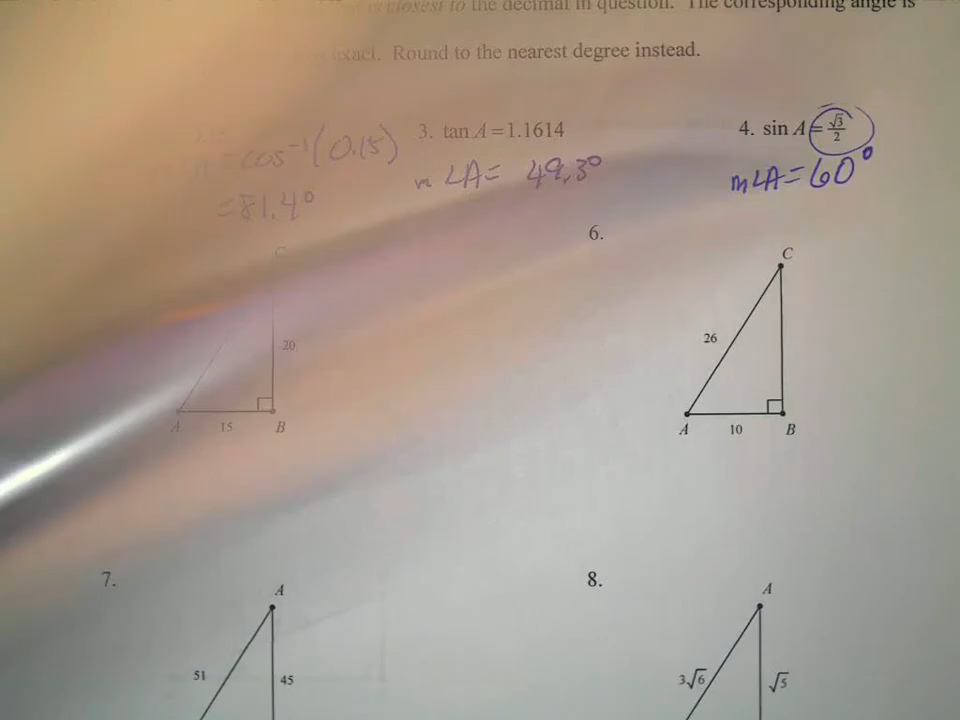 is closest to the decimal in question. The corresponding angle is
exact. Round to the nearest degree instead.
3. tan A = 1.1614
4. sin A = √3/2
= cos⁻¹(0.15)
m∠A = 49.3°
m∠A = 60°
= 81.4°
6.
C
C
20
26
A
15
B
A
10
B
7.
8.
A
A
51
45
3√6
√5